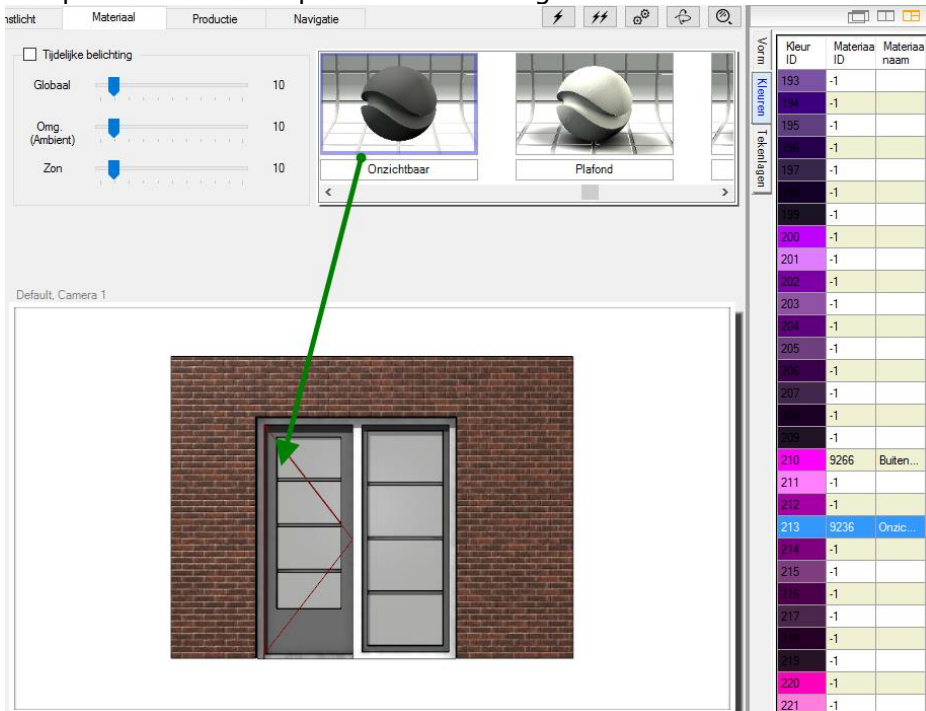 nstlicht Materiaal Productie Navigatie
Tijdelijke belichting
Globaal 10
Omg.
(Ambient) 10
Zon 10
Onzichtbaar Plafond
Default, Camera 1
Vorm
Kleuren
Tekenlagen
Kleur
ID Materiaa
ID Materiaa
naam
193 -1
194 -1
195 -1
196 -1
197 -1
-1
199 -1
200 -1
201 -1
202 -1
203 -1
204 -1
205 -1
206 -1
207 -1
-1
209 -1
210 9266 Buiten...
211 -1
212 -1
213 9236 Onzic...
214 -1
215 -1
216 -1
217 -1
218 -1
219 -1
220 -1
221 -1